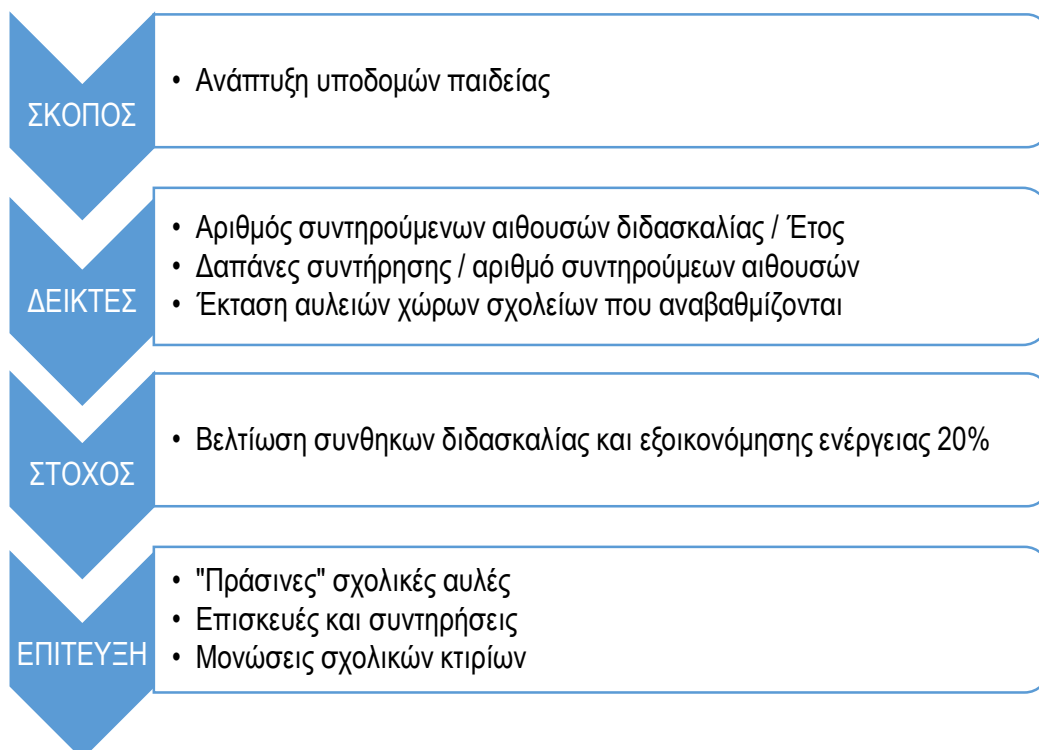 ΣΚΟΠΟΣ
• Ανάπτυξη υποδομών παιδείας
ΔΕΙΚΤΕΣ
• Αριθμός συντηρούμενων αιθουσών διδασκαλίας / Έτος
• Δαπάνες συντήρησης / αριθμό συντηρούμεων αιθουσών
• Έκταση αυλειών χώρων σχολείων που αναβαθμίζονται
ΣΤΟΧΟΣ
• Βελτίωση συνθηκων διδασκαλίας και εξοικονόμησης ενέργειας 20%
ΕΠΙΤΕΥΞΗ
• "Πράσινες" σχολικές αυλές
• Επισκευές και συντηρήσεις
• Μονώσεις σχολικών κτιρίων